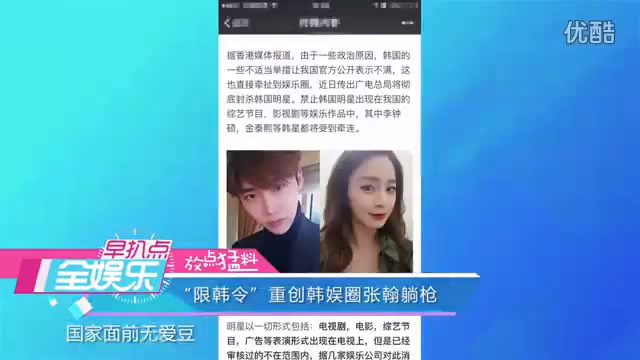 优酷
据香港媒体报道，由于一些政治原因，韩国的
一些不适当举措让我国官方公开表示不满，这
也直接牵扯到娱乐圈，近日传出广电总局将彻
底封杀韩国明星。禁止韩国明星出现在我国的
综艺节目、影视剧等娱乐作品中，其中李钟
硕，金泰熙等韩星都将受到牵连。
早扒点
全娱乐
放点猛料
“限韩令”重创韩娱圈张翰躺枪
国家面前无爱豆
明星以一切形式包括：电视剧，电影，综艺节
目，广告等表演形式出现在电视上，但是已经
审核过的不在范围内，据几家娱乐公司对此消